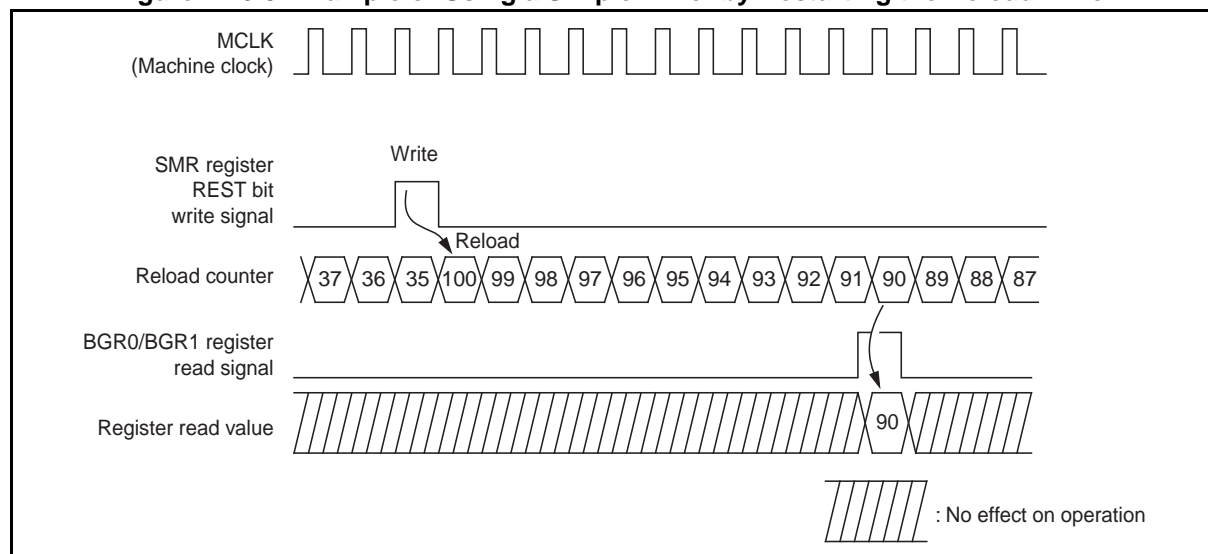 MCLK
(Machine clock)
Write
SMR register
REST bit
write signal
Reload
Reload counter
37 36 35 100 99 98 97 96 95 94 93 92 91 90 89 88 87
BGR0/BGR1 register
read signal
Register read value
90
: No effect on operation